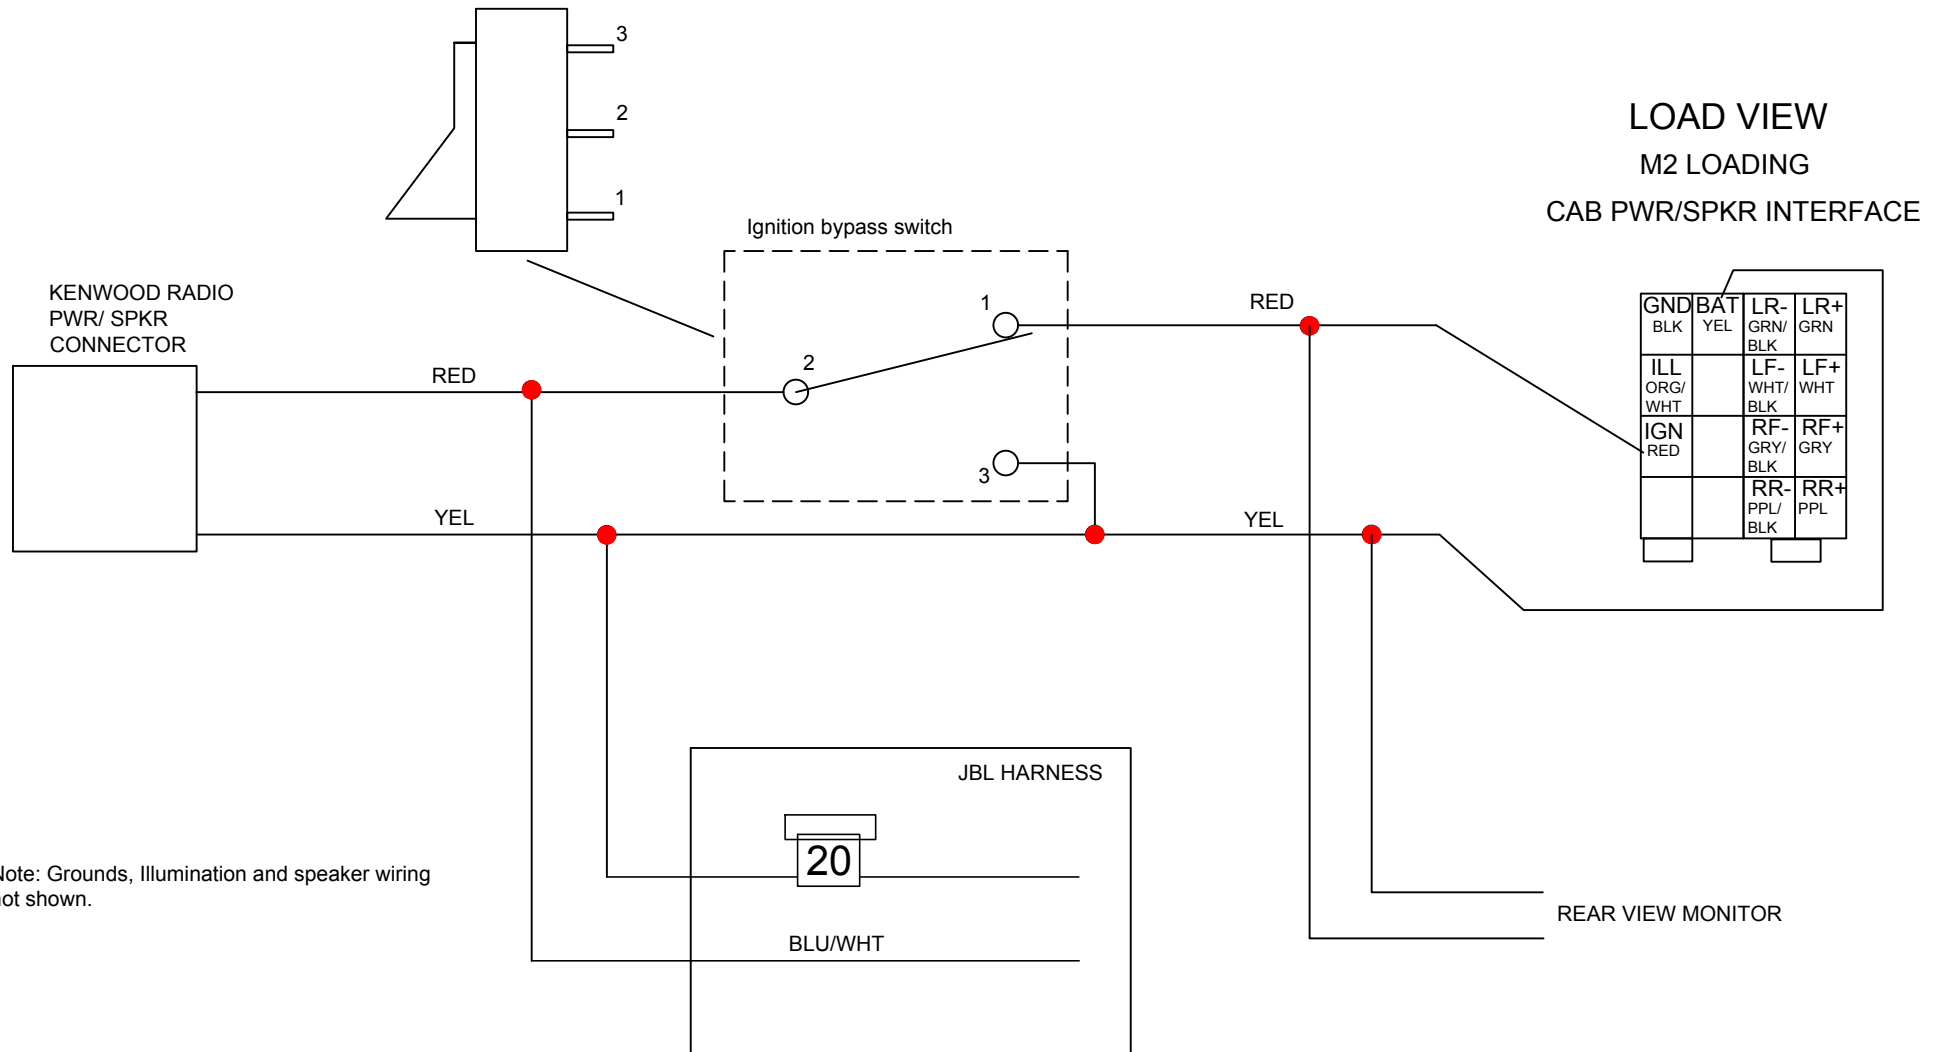 3
2
1
LOAD VIEW
M2 LOADING
CAB PWR/SPKR INTERFACE
Ignition bypass switch
KENWOOD RADIO
PWR/ SPKR
CONNECTOR
RED
2
1
3
RED
YEL
YEL
GND BAT LR- LR+
BLK YEL GRN/ GRN
BLK
ILL LF- LF+
ORG/ WHT/ WHT
WHT BLK
IGN RF- RF+
RED GRY/ GRY
BLK
RR- RR+
PPL/ PPL
BLK
JBL HARNESS
20
BLU/WHT
Note: Grounds, Illumination and speaker wiring
not shown.
REAR VIEW MONITOR